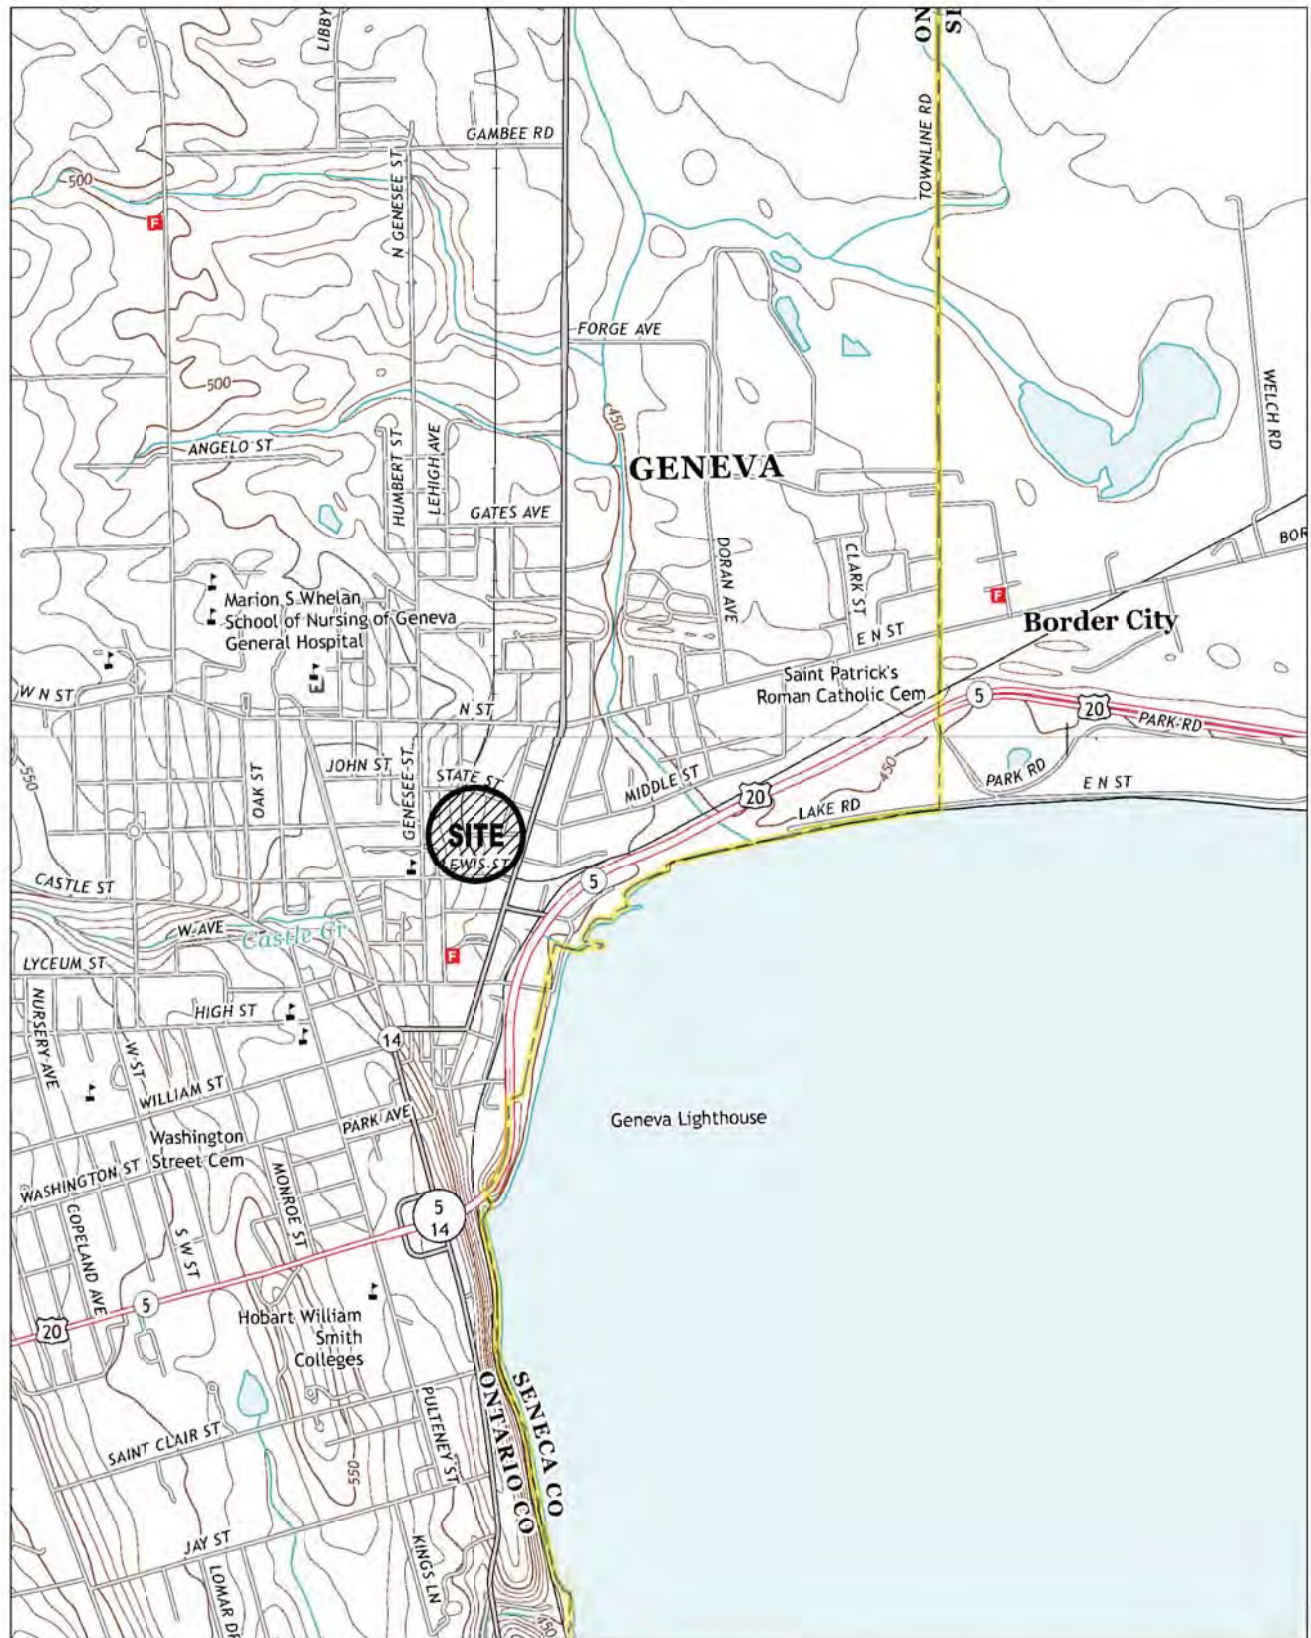 LIBBY
ON
SI
GAMBEE RD
TOWNLINE RD
500
N GENESEE ST
F
FORGE AVE
500
WELCH RD
450
ANGELO ST
HUMBERT ST
LEHIGH AVE
GENEVA
GATES AVE
DORAN AVE
CLARK ST
BOR
Marion S Whelan
School of Nursing of Geneva
General Hospital
F
Border City
E N ST
Saint Patrick's
Roman Catholic Cem
W N ST
N ST
5
20
PARK RD
550
OAK ST
JOHN ST
GENESEE ST
STATE ST
MIDDLE ST
20
450
PARK RD
E N ST
LAKE RD
SITE
LEWIS ST
5
CASTLE ST
W AVE
Castle Cr
F
LYCEUM ST
NURSERY AVE
HIGH ST
W ST
14
WILLIAM ST
PARK AVE
Geneva Lighthouse
Washington
Street Cem
WASHINGTON ST
MONROE ST
COPELAND AVE
S W ST
5
14
5
20
Hobart William
Smith
Colleges
SENECA CO
ONTARIO CO
PULTENEY ST
SAINT CLAIR ST
550
JAY ST
LOMAR DR
KINGS LN
450